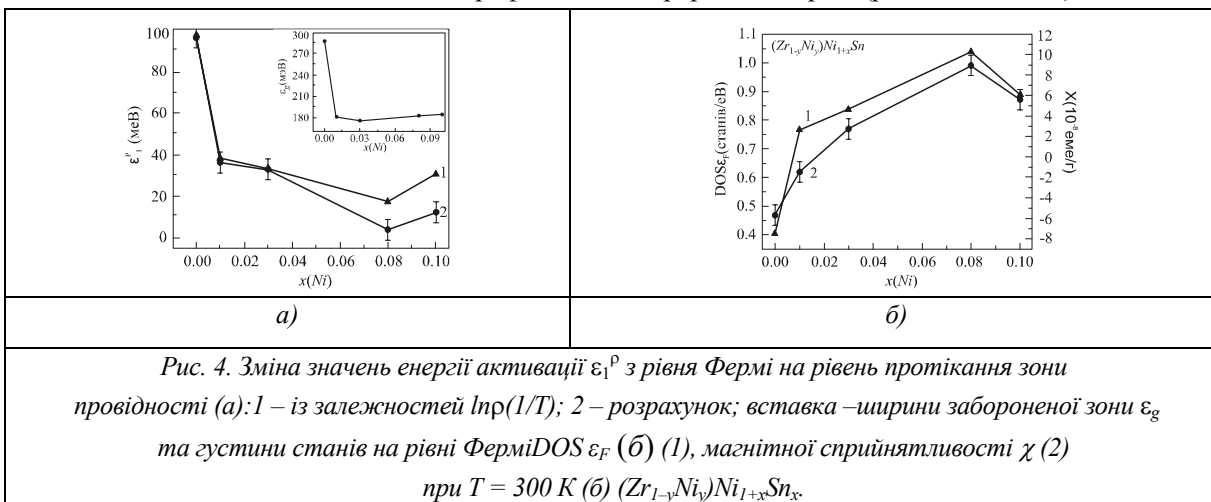 100
80
60
40
20
0
ε₁ᵖ (меВ)
0.00 0.02 0.04 0.06 0.08 0.10
x(Ni)
1
2
300
270
240
210
180
εg(мэВ)
0.00 0.03 0.06 0.09
x(Ni)
(Zr1-yNiy)Ni1+xSn
1.1
1.0
0.9
0.8
0.7
0.6
0.5
0.4
DOSεF(станів/еВ)
1
2
12
10
8
6
4
2
0
-2
-4
-6
-8
X(10⁻⁸еме/г)
0.00 0.02 0.04 0.06 0.08 0.10
x(Ni)
а)
б)
Рис. 4. Зміна значень енергії активації ε₁ᵖ з рівня Фермі на рівень протікання зони
провідності (а):1 – із залежностей lnρ(1/T); 2 – розрахунок; вставка –ширини забороненої зони εg
та густини станів на рівні ФерміDOS εF (б) (1), магнітної сприйнятливості χ (2)
при T = 300 К (б) (Zr1–yNiy)Ni1+xSnx.